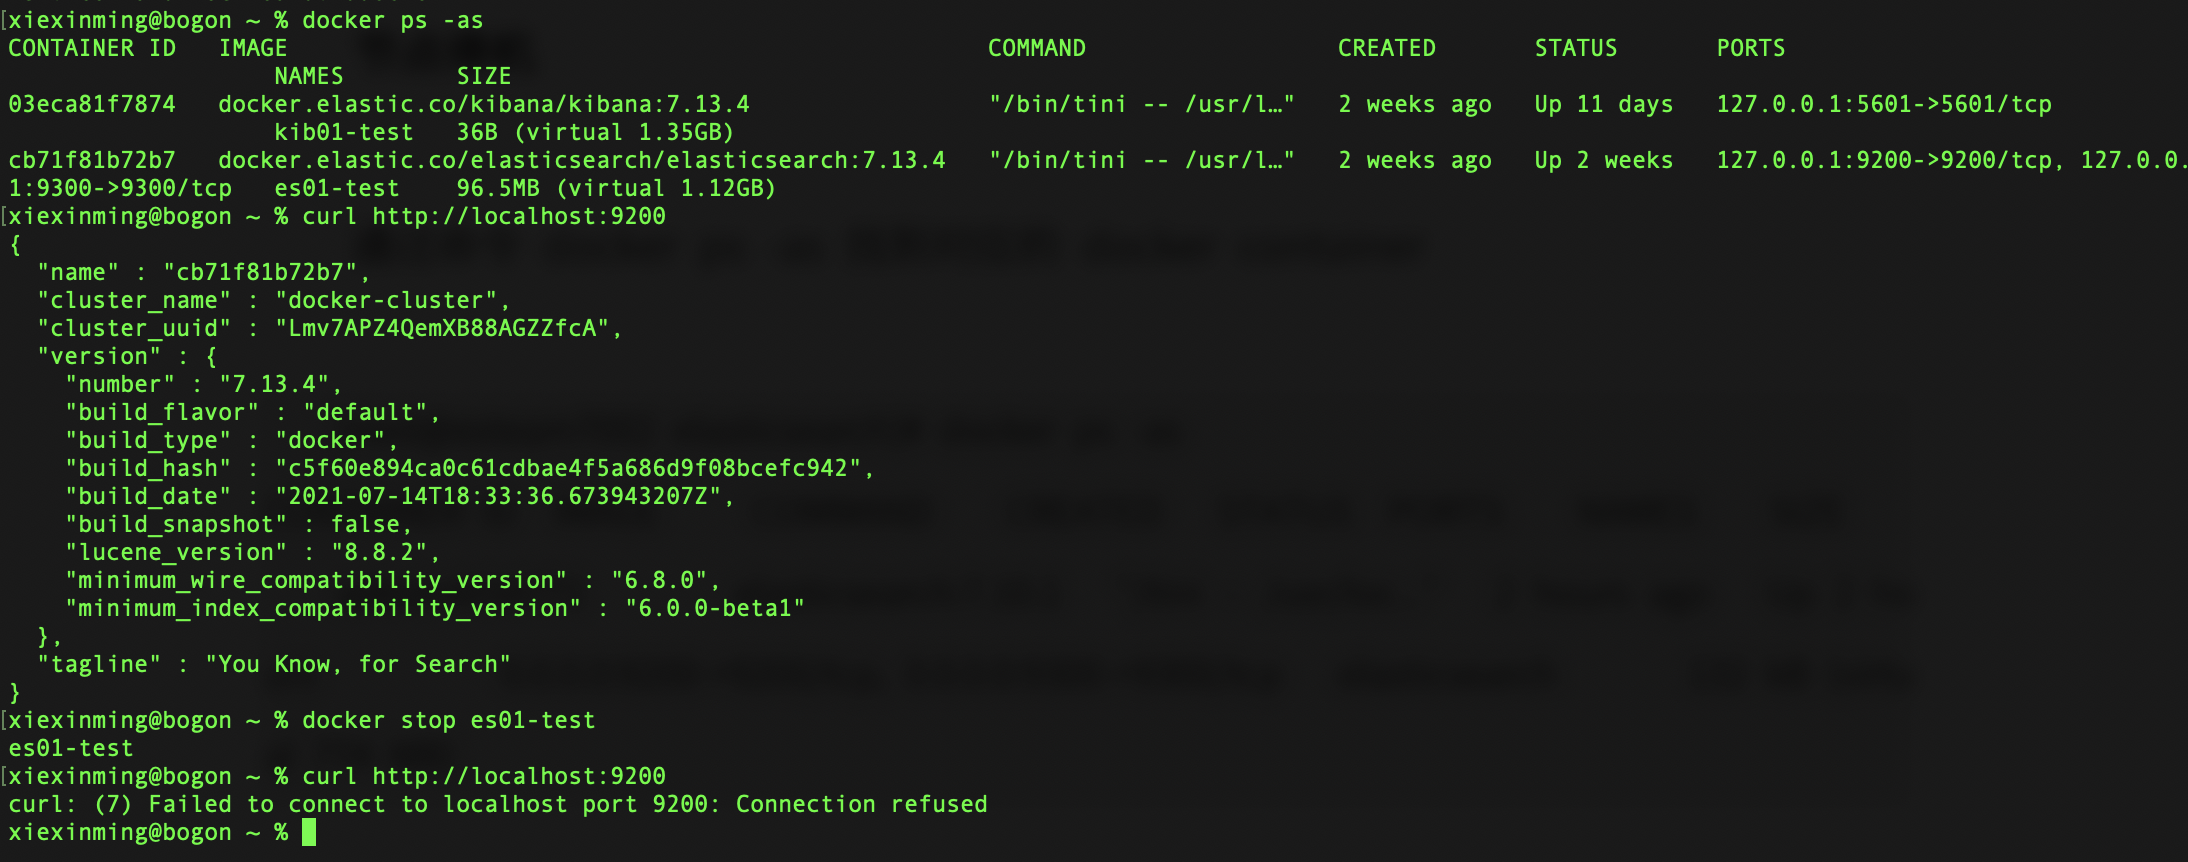 [xiexinming@bogon ~ % docker ps -as
CONTAINER ID   IMAGE                                                  COMMAND                  CREATED       STATUS       PORTS
                   NAMES        SIZE
03eca81f7874   docker.elastic.co/kibana/kibana:7.13.4                 "/bin/tini -- /usr/l…"   2 weeks ago   Up 11 days   127.0.0.1:5601->5601/tcp
                   kib01-test   36B (virtual 1.35GB)
cb71f81b72b7   docker.elastic.co/elasticsearch/elasticsearch:7.13.4   "/bin/tini -- /usr/l…"   2 weeks ago   Up 2 weeks   127.0.0.1:9200->9200/tcp, 127.0.0.
1:9300->9300/tcp   es01-test    96.5MB (virtual 1.12GB)
[xiexinming@bogon ~ % curl http://localhost:9200
{
  "name" : "cb71f81b72b7",
  "cluster_name" : "docker-cluster",
  "cluster_uuid" : "Lmv7APZ4QemXB88AGZZfcA",
  "version" : {
    "number" : "7.13.4",
    "build_flavor" : "default",
    "build_type" : "docker",
    "build_hash" : "c5f60e894ca0c61cdbae4f5a686d9f08bcefc942",
    "build_date" : "2021-07-14T18:33:36.673943207Z",
    "build_snapshot" : false,
    "lucene_version" : "8.8.2",
    "minimum_wire_compatibility_version" : "6.8.0",
    "minimum_index_compatibility_version" : "6.0.0-beta1"
  },
  "tagline" : "You Know, for Search"
}
[xiexinming@bogon ~ % docker stop es01-test
es01-test
[xiexinming@bogon ~ % curl http://localhost:9200
curl: (7) Failed to connect to localhost port 9200: Connection refused
xiexinming@bogon ~ %